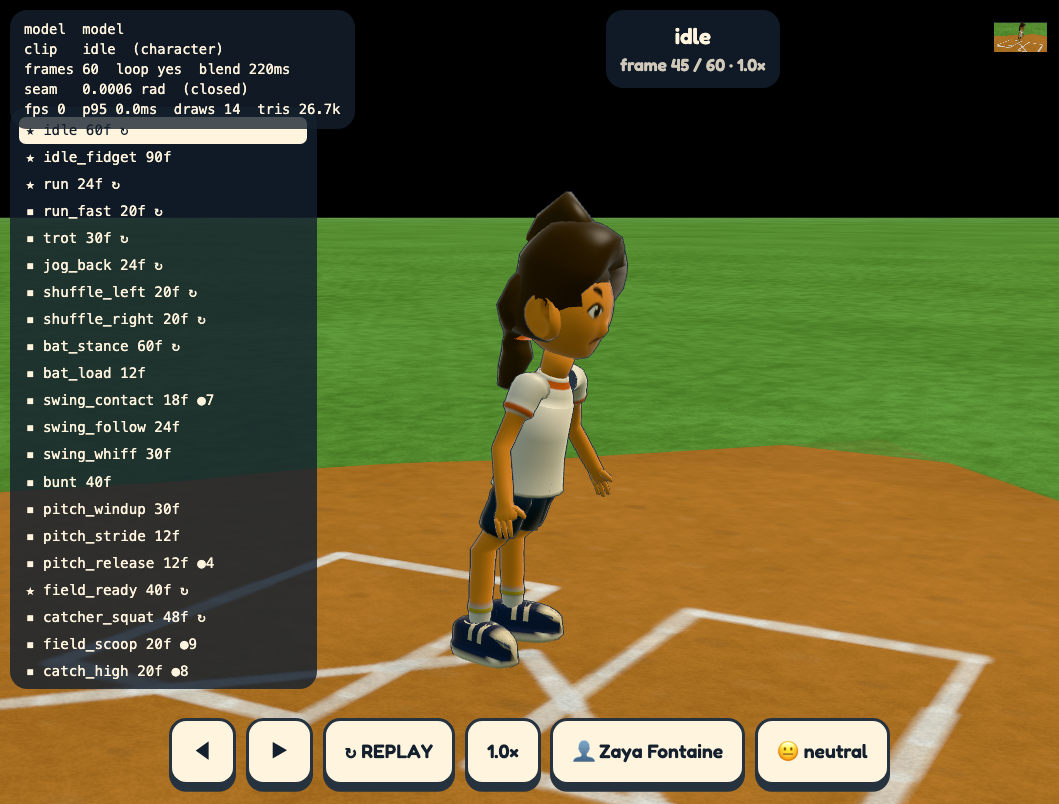 model model
clip idle (character)
frames 60 loop yes blend 220ms
seam 0.0006 rad (closed)
fps 0 p95 0.0ms draws 14 tris 26.7k
★ idle 60f ↻
★ idle_fidget 90f
★ run 24f ↻
▪ run_fast 20f ↻
▪ trot 30f ↻
▪ jog_back 24f ↻
▪ shuffle_left 20f ↻
▪ shuffle_right 20f ↻
▪ bat_stance 60f ↻
▪ bat_load 12f
▪ swing_contact 18f ●7
▪ swing_follow 24f
▪ swing_whiff 30f
▪ bunt 40f
▪ pitch_windup 30f
▪ pitch_stride 12f
▪ pitch_release 12f ●4
★ field_ready 40f ↻
▪ catcher_squat 48f ↻
▪ field_scoop 20f ●9
▪ catch_high 20f ●8
idle
frame 45 / 60 · 1.0×
◀ ▶ ↻ REPLAY 1.0× 👤 Zaya Fontaine 😐 neutral